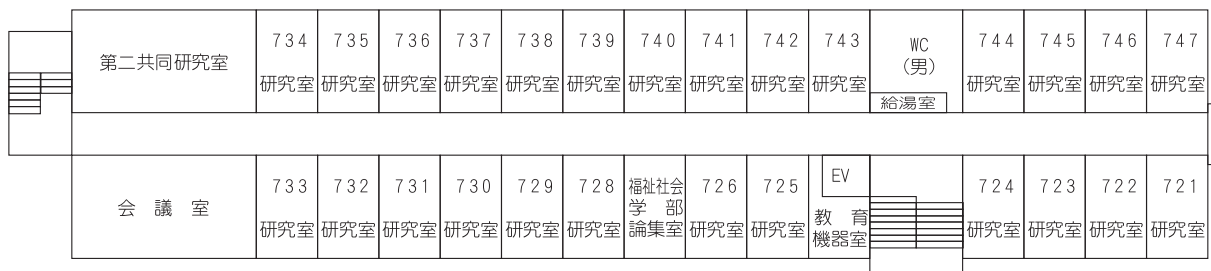 第二共同研究室
734
研究室
735
研究室
736
研究室
737
研究室
738
研究室
739
研究室
740
研究室
741
研究室
742
研究室
743
研究室
WC
(男)
給湯室
744
研究室
745
研究室
746
研究室
747
研究室
会議室
733
研究室
732
研究室
731
研究室
730
研究室
729
研究室
728
研究室
福祉社会
学部
論集室
726
研究室
725
研究室
EV
教育
機器室
724
研究室
723
研究室
722
研究室
721
研究室